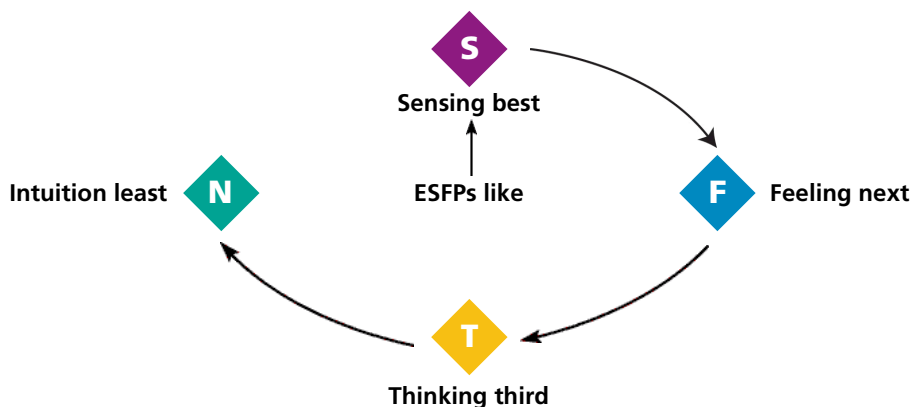 S
Sensing best
Intuition least
N
ESFPs like
F
Feeling next
T
Thinking third